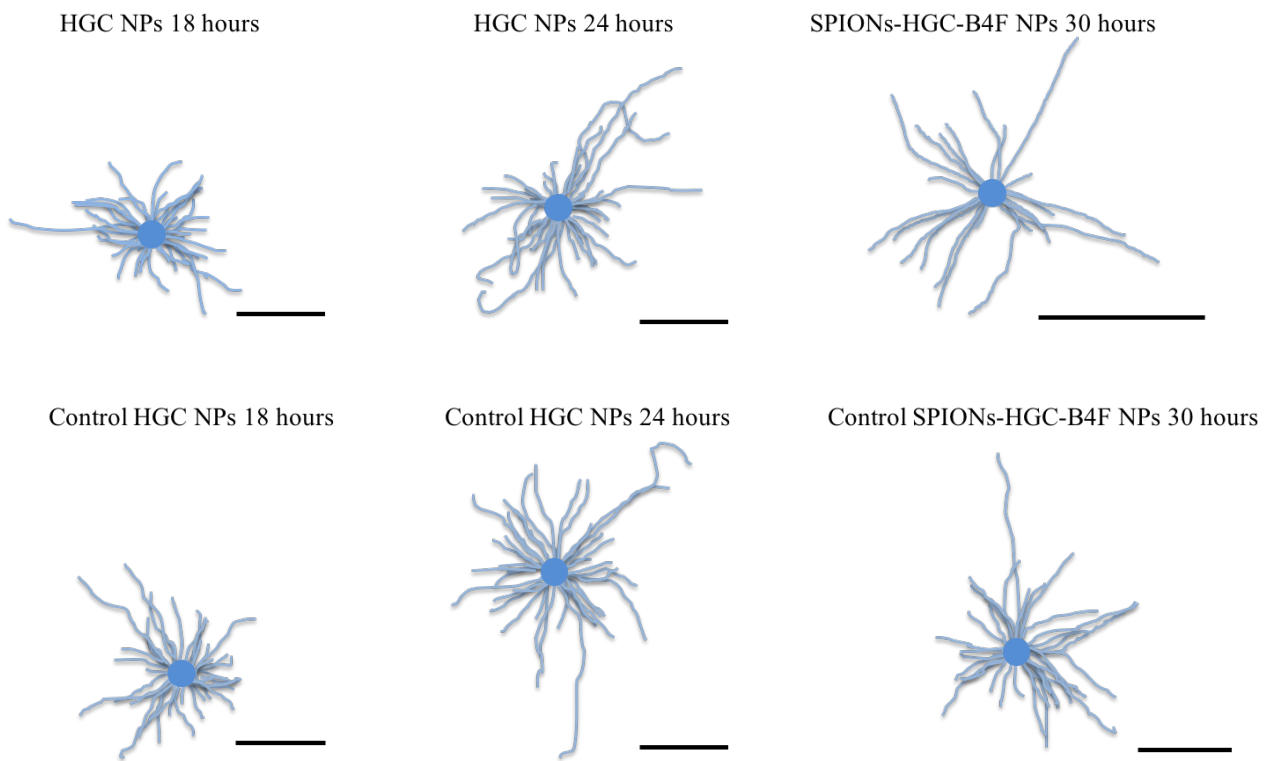 HGC NPs 18 hours
HGC NPs 24 hours
SPIONs-HGC-B4F NPs 30 hours
Control HGC NPs 18 hours
Control HGC NPs 24 hours
Control SPIONs-HGC-B4F NPs 30 hours